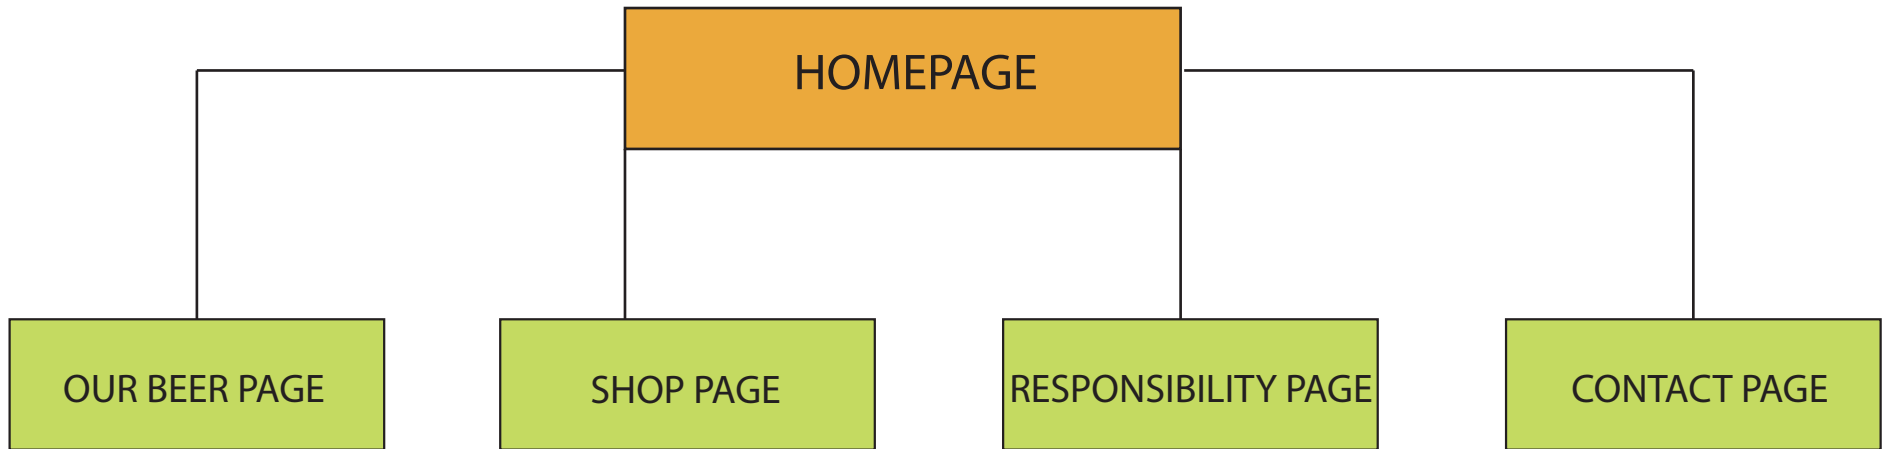 HOMEPAGE
OUR BEER PAGE
SHOP PAGE
RESPONSIBILITY PAGE
CONTACT PAGE